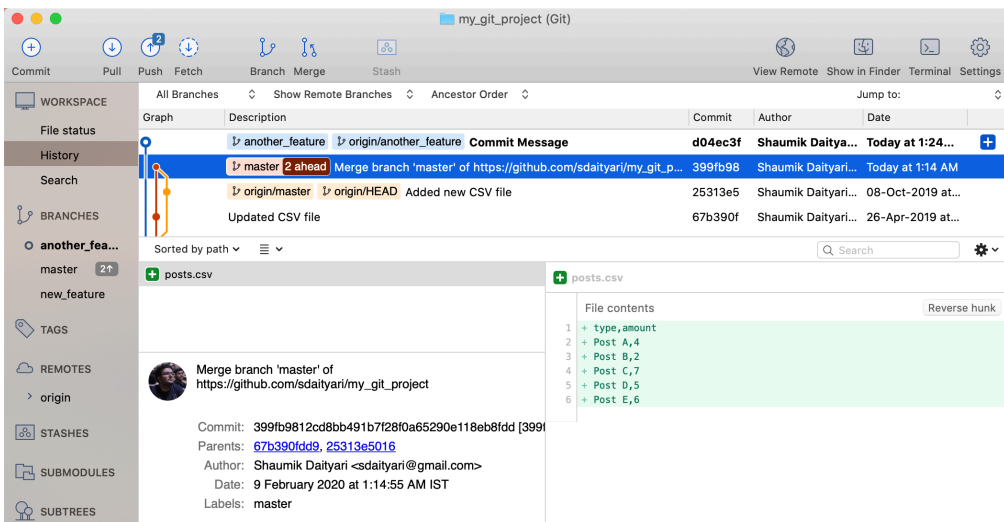 my_git_project (Git)
2
Commit Pull Push Fetch Branch Merge Stash View Remote Show in Finder Terminal Settings
WORKSPACE
File status
History
Search
BRANCHES
another_fea...
master 2↑
new_feature
TAGS
REMOTES
origin
STASHES
SUBMODULES
SUBTREES
All Branches Show Remote Branches Ancestor Order Jump to:
Graph Description Commit Author Date
another_feature origin/another_feature Commit Message d04ec3f Shaumik Daitya... Today at 1:24...
master 2 ahead Merge branch 'master' of https://github.com/sdaityari/my_git_p... 399fb98 Shaumik Daityari... Today at 1:14 AM
origin/master origin/HEAD Added new CSV file 25313e5 Shaumik Daityari... 08-Oct-2019 at...
Updated CSV file 67b390f Shaumik Daityari... 26-Apr-2019 at...
Sorted by path Search
posts.csv
Merge branch 'master' of
https://github.com/sdaityari/my_git_project
Commit: 399fb9812cd8bb491b7f28f0a65290e118eb8fdd [399f
Parents: 67b390fdd9, 25313e5016
Author: Shaumik Daityari <sdaityari@gmail.com>
Date: 9 February 2020 at 1:14:55 AM IST
Labels: master
posts.csv
File contents Reverse hunk
1 + type,amount
2 + Post A,4
3 + Post B,2
4 + Post C,7
5 + Post D,5
6 + Post E,6